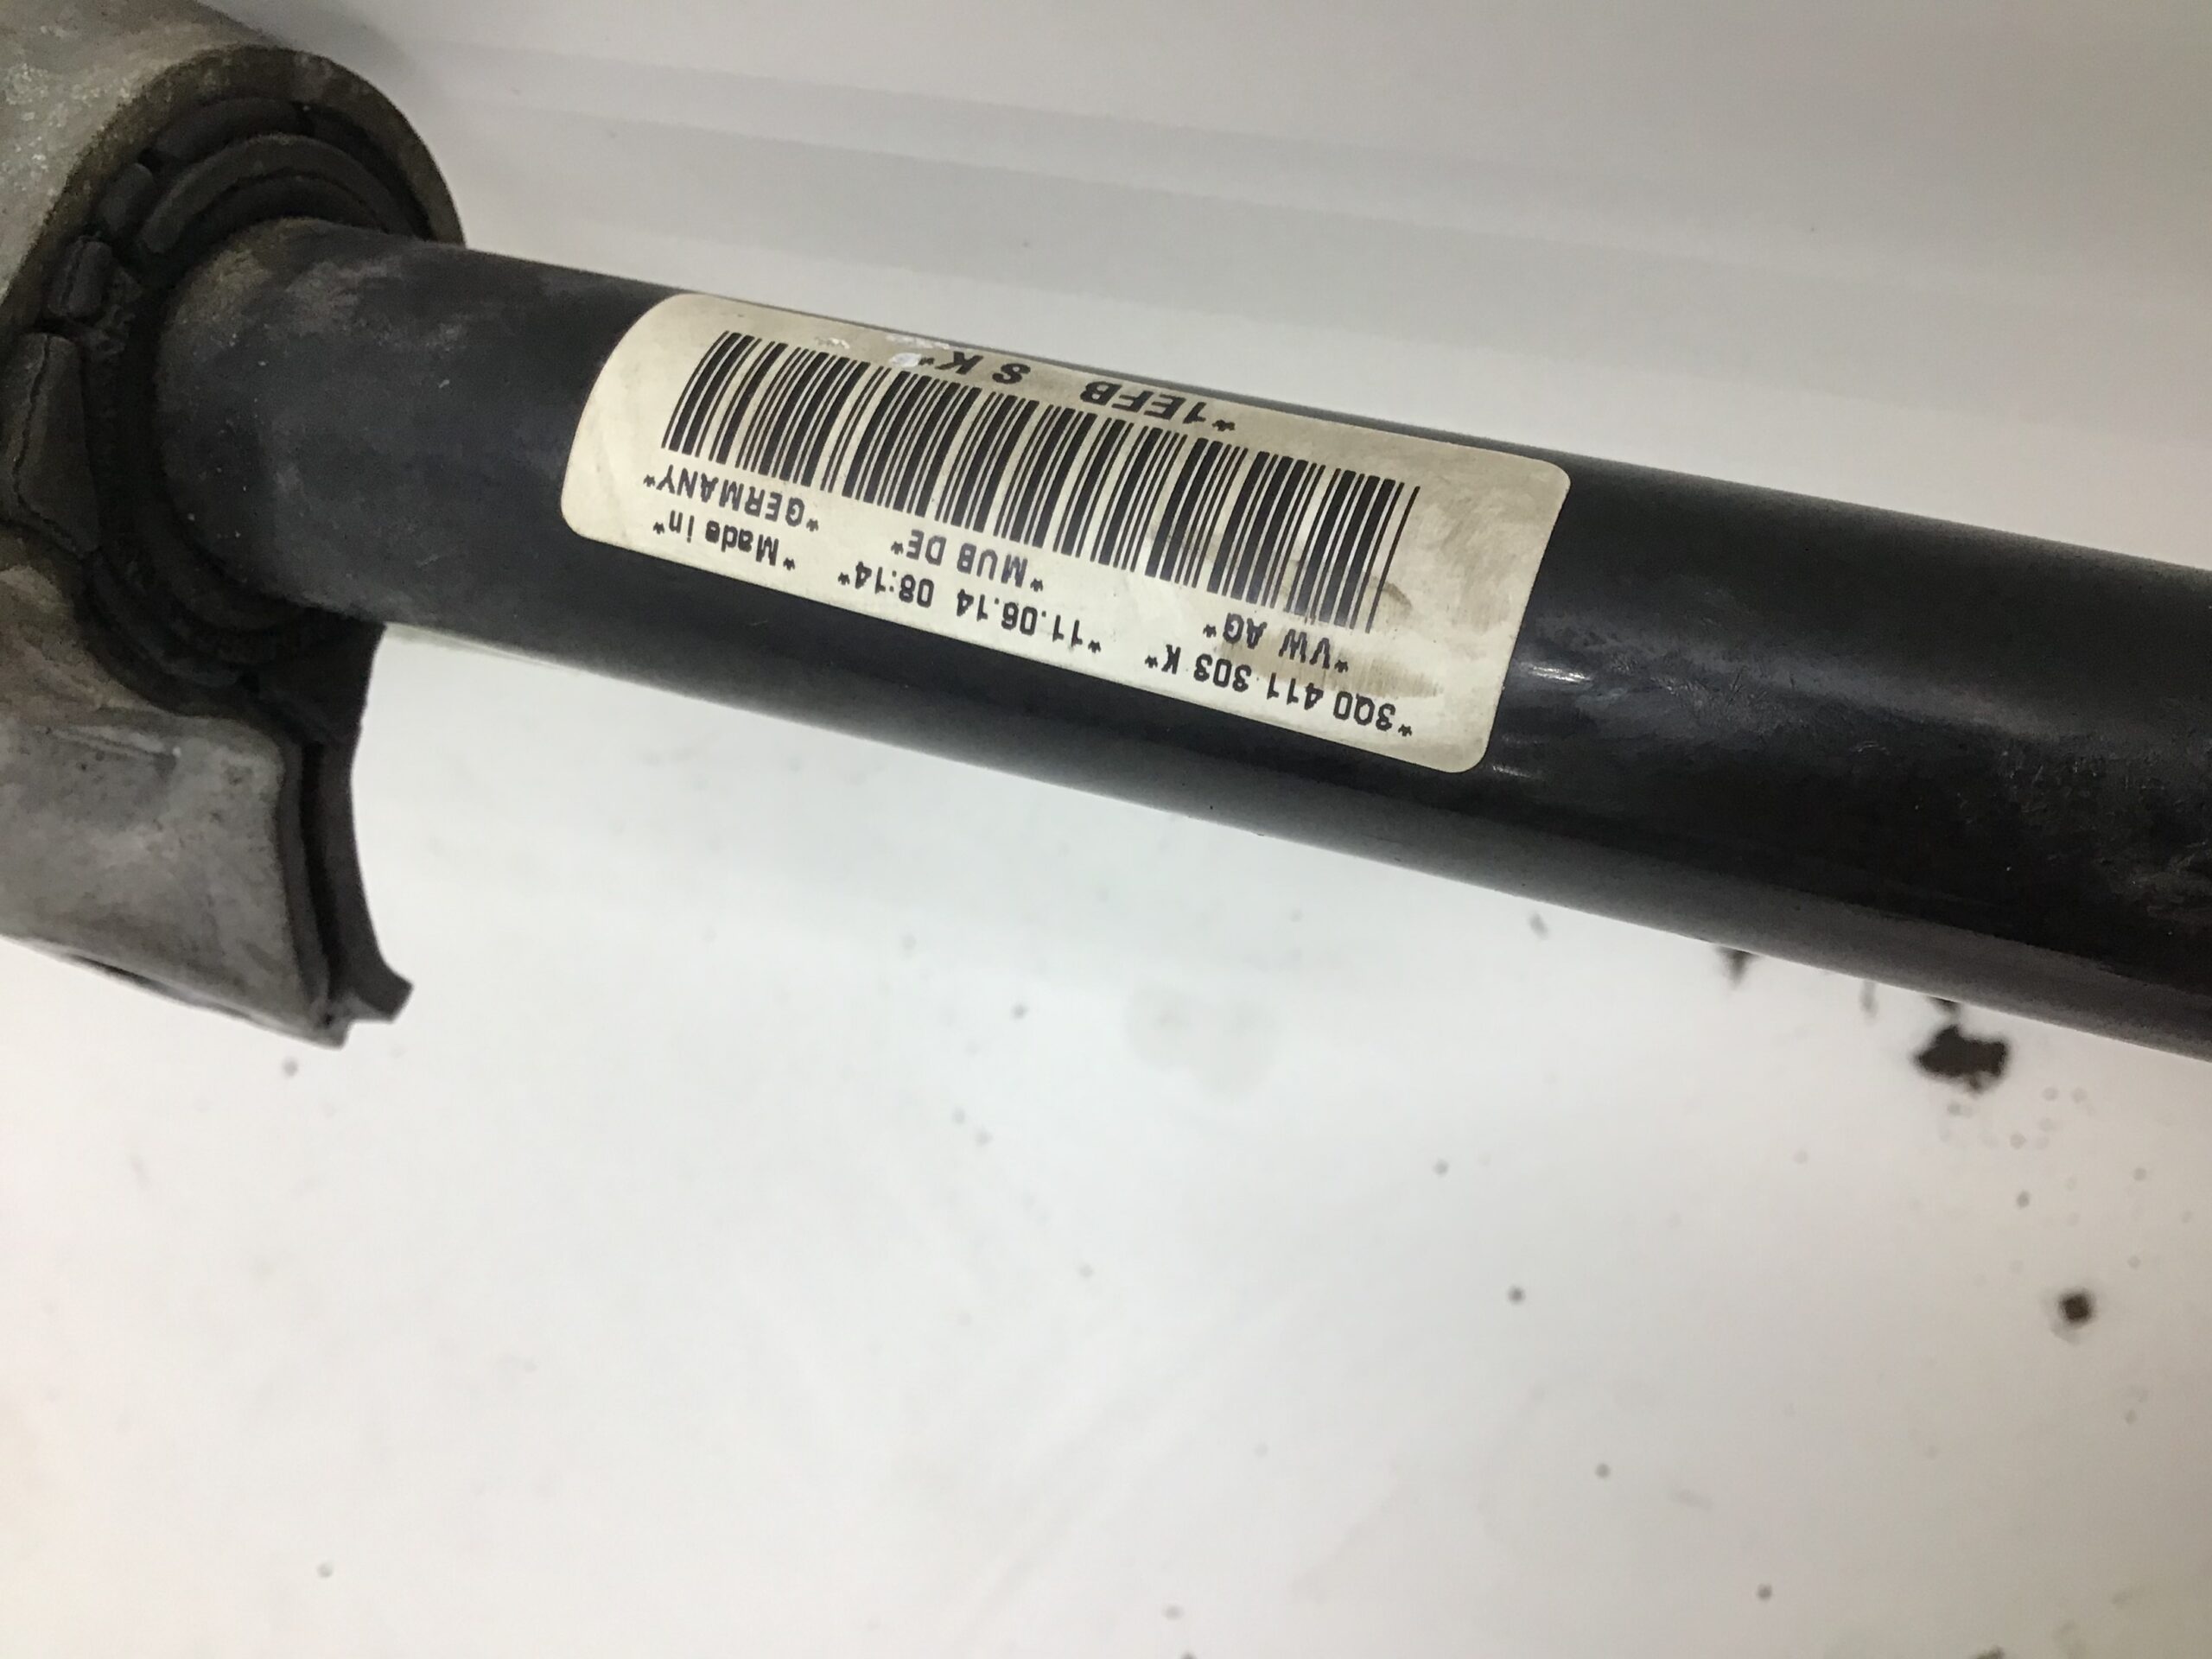 *3Q0 411 303 K* *11.06.14 08:14* *Made in*
*VW AG* *MUB DE* *GERMANY*
*1EFB S K*